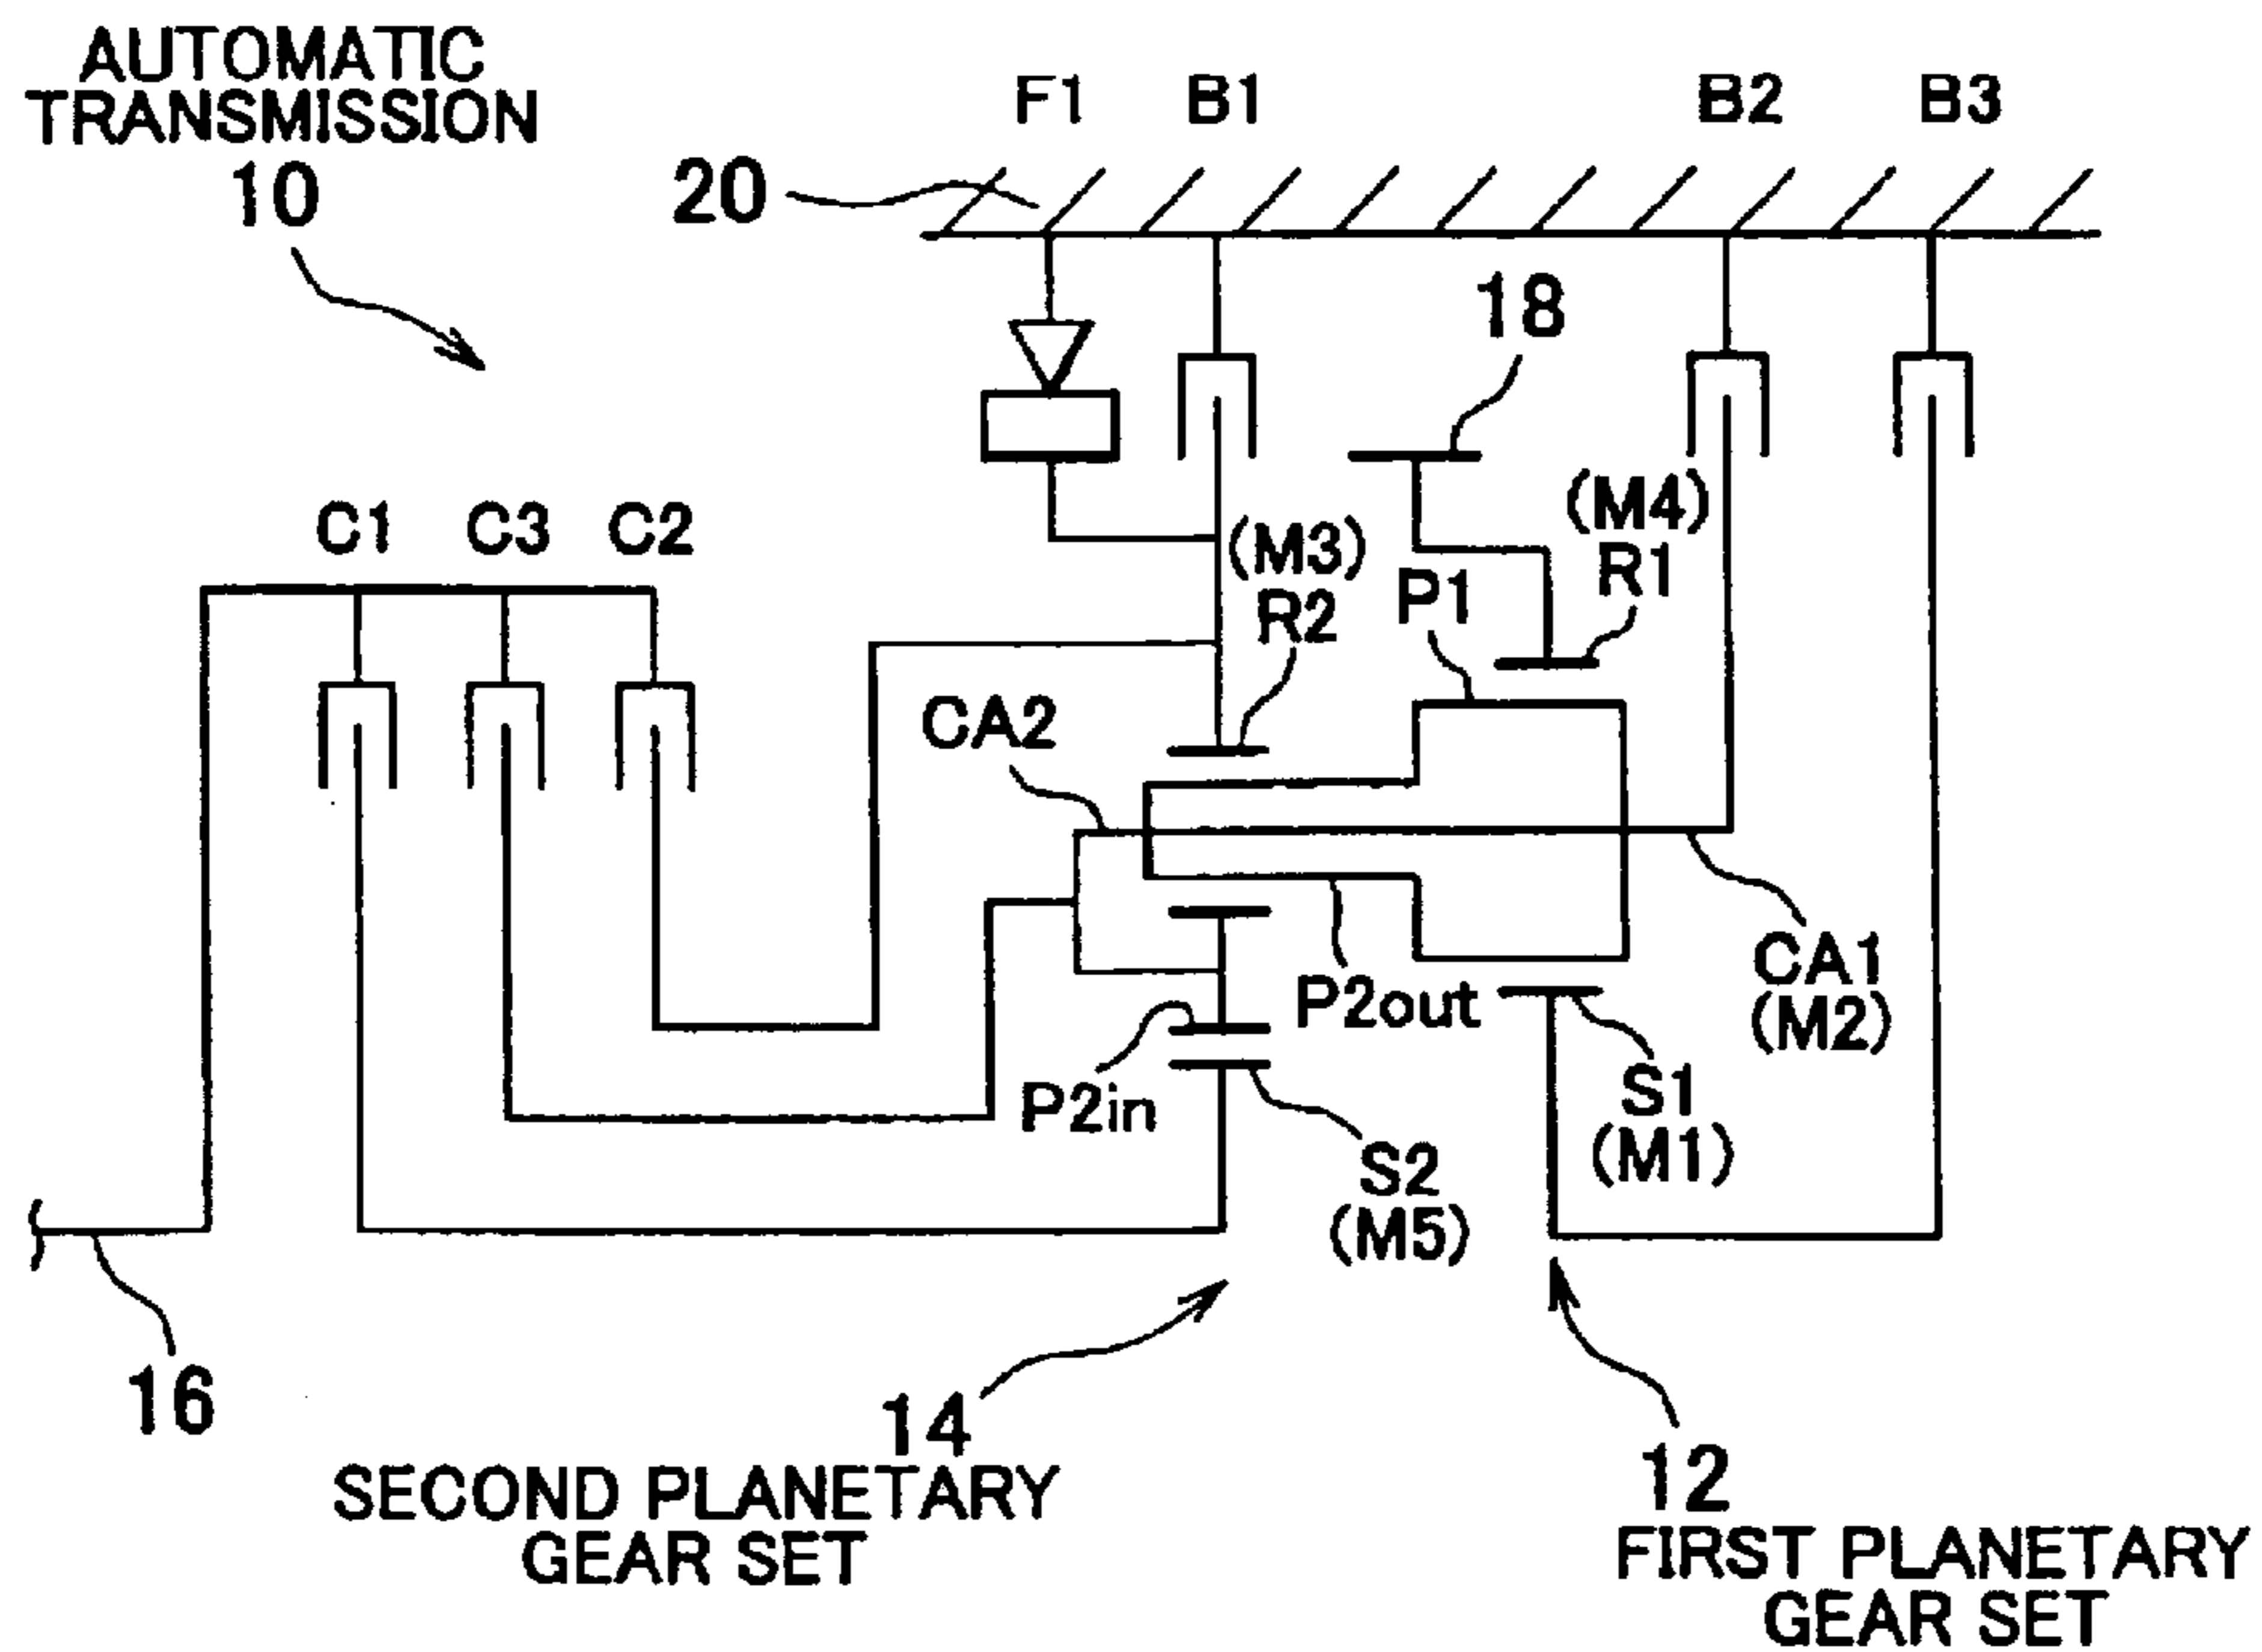 AUTOMATIC
TRANSMISSION
10
F1
B1
B2
B3
20
18
C1
C3
C2
(M3)
R2
P1
(M4)
R1
CA2
P2out
CA1
(M2)
P2in
S1
(M1)
S2
(M5)
16
14
SECOND PLANETARY
GEAR SET
12
FIRST PLANETARY
GEAR SET